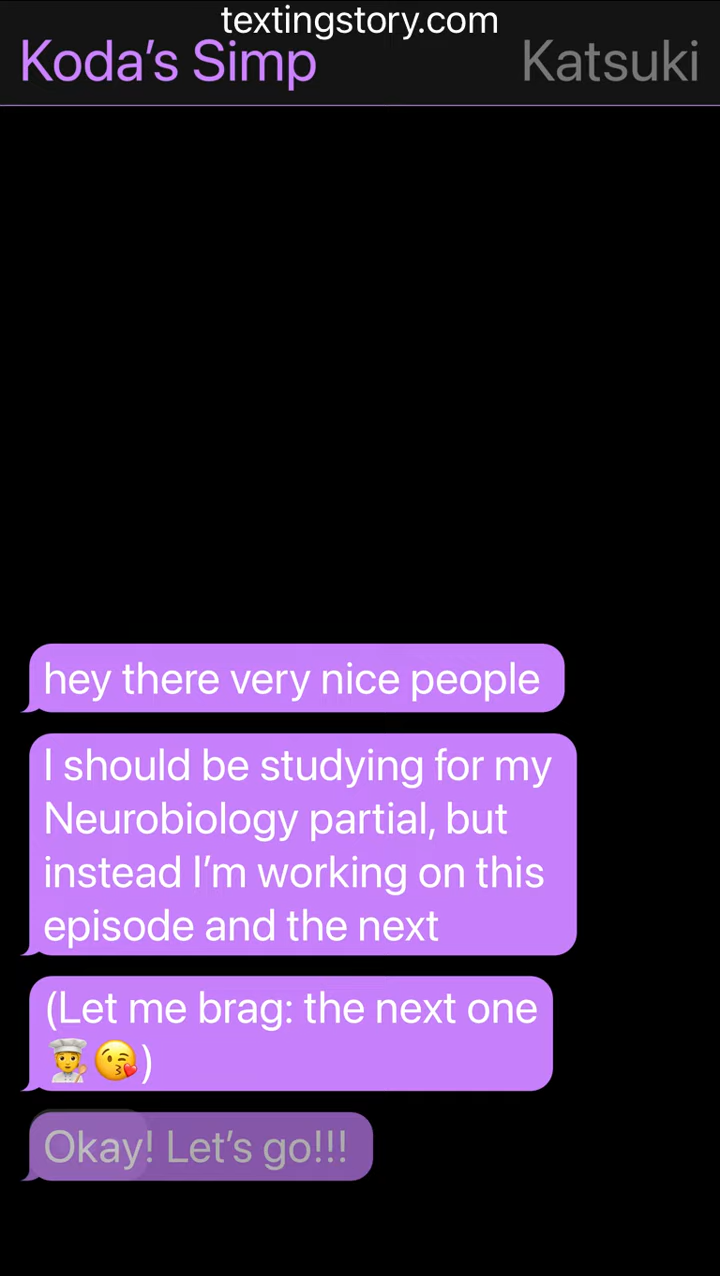 textingstory.com
Koda’s Simp Katsuki
hey there very nice people
I should be studying for my
Neurobiology partial, but
instead I’m working on this
episode and the next
(Let me brag: the next one
🧑‍🍳😘)
Okay! Let’s go!!!